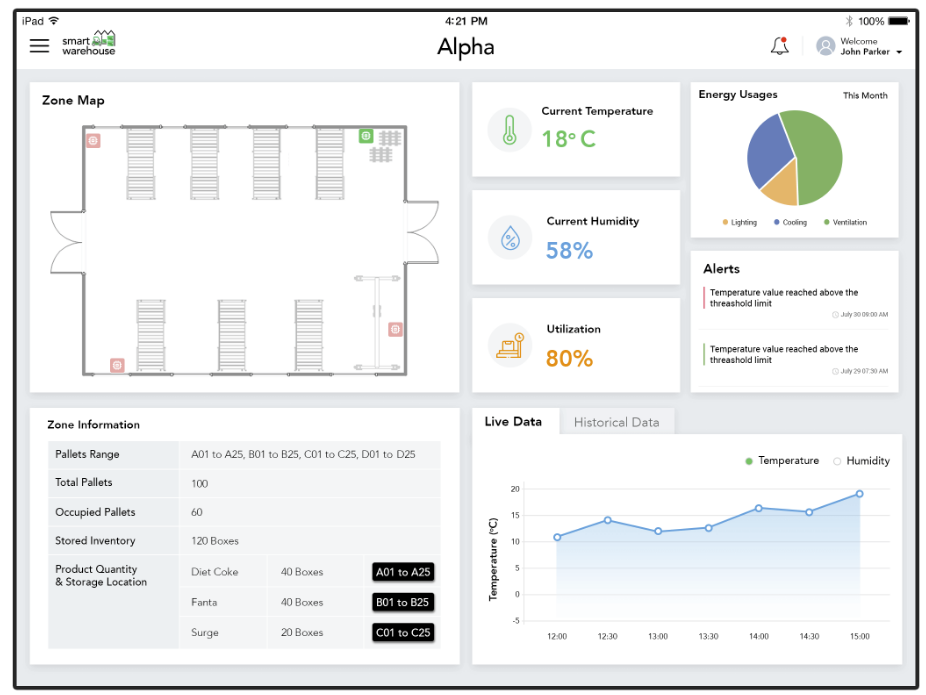 iPad
4:21 PM
100%
smart
warehouse
Alpha
Welcome
John Parker
Zone Map
Current Temperature
18° C
Current Humidity
58%
Utilization
80%
Energy Usages
This Month
Lighting
Cooling
Ventilation
Alerts
Temperature value reached above the
threashold limit
July 30 09:00 AM
Temperature value reached above the
threashold limit
July 29 07:30 AM
Zone Information
Pallets Range
A01 to A25, B01 to B25, C01 to C25, D01 to D25
Total Pallets
100
Occupied Pallets
60
Stored Inventory
120 Boxes
Product Quantity
& Storage Location
Diet Coke
40 Boxes
A01 to A25
Fanta
40 Boxes
B01 to B25
Surge
20 Boxes
C01 to C25
Live Data
Historical Data
Temperature
Humidity
Temperature (°C)
20
15
10
5
0
-5
12:00
12:30
13:00
13:30
14:00
14:30
15:00